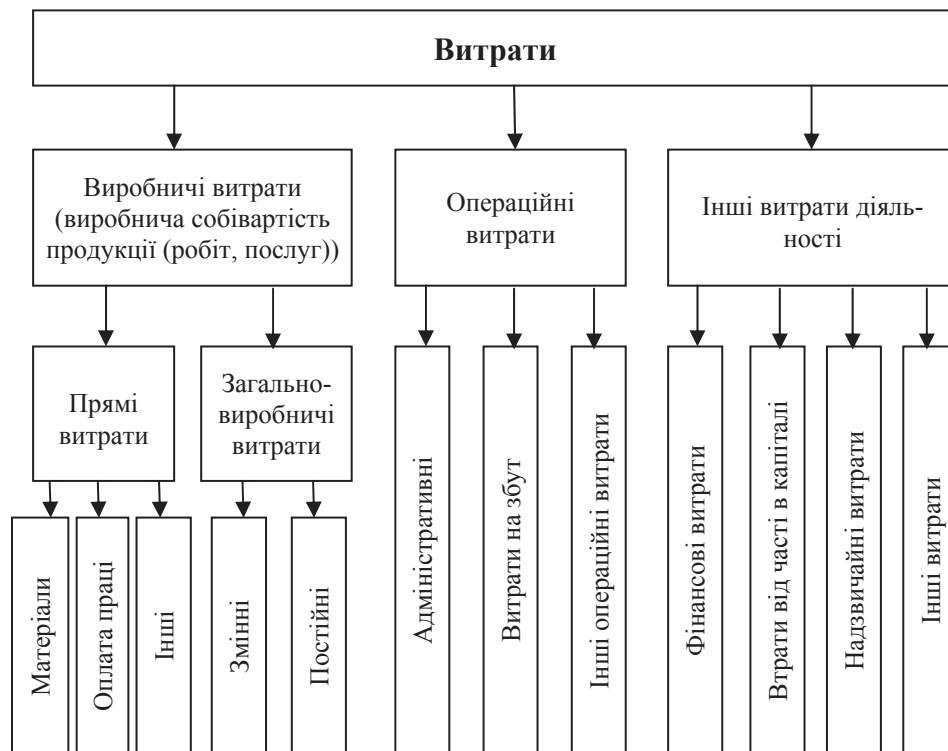 Витрати
Виробничі витрати
(виробнича собівартість
продукції (робіт, послуг))
Операційні
витрати
Інші витрати діяль-
ності
Прямі
витрати
Загально-
виробничі
витрати
Матеріали
Оплата праці
Інші
Змінні
Постійні
Адміністративні
Витрати на збут
Інші операційні витрати
Фінансові витрати
Втрати від часті в капіталі
Надзвичайні витрати
Інші витрати